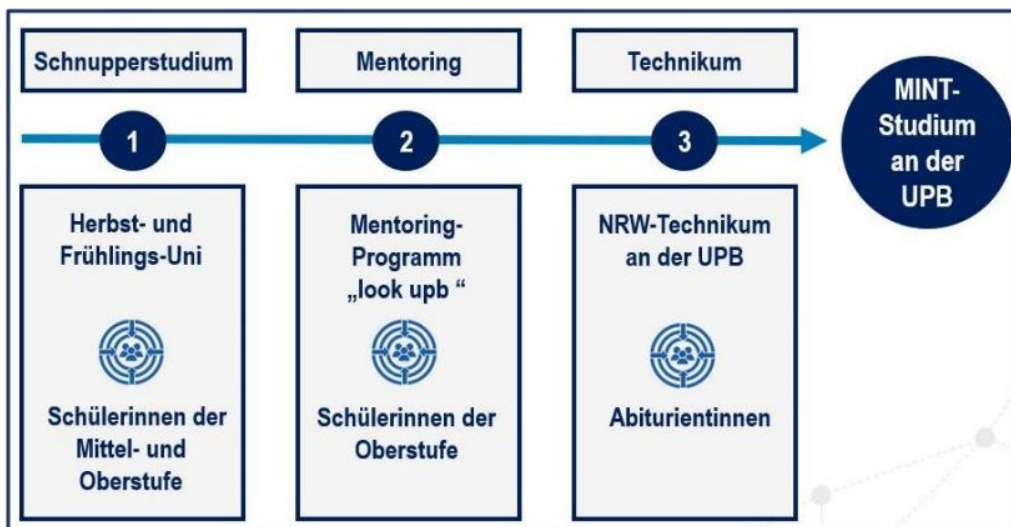 Schnupperstudium
Mentoring
Technikum
1
2
3
MINT-
Studium
an der
UPB
Herbst- und
Frühlings-Uni
Schülerinnen der
Mittel- und
Oberstufe
Mentoring-
Programm
„look upb “
Schülerinnen der
Oberstufe
NRW-Technikum
an der UPB
Abiturientinnen